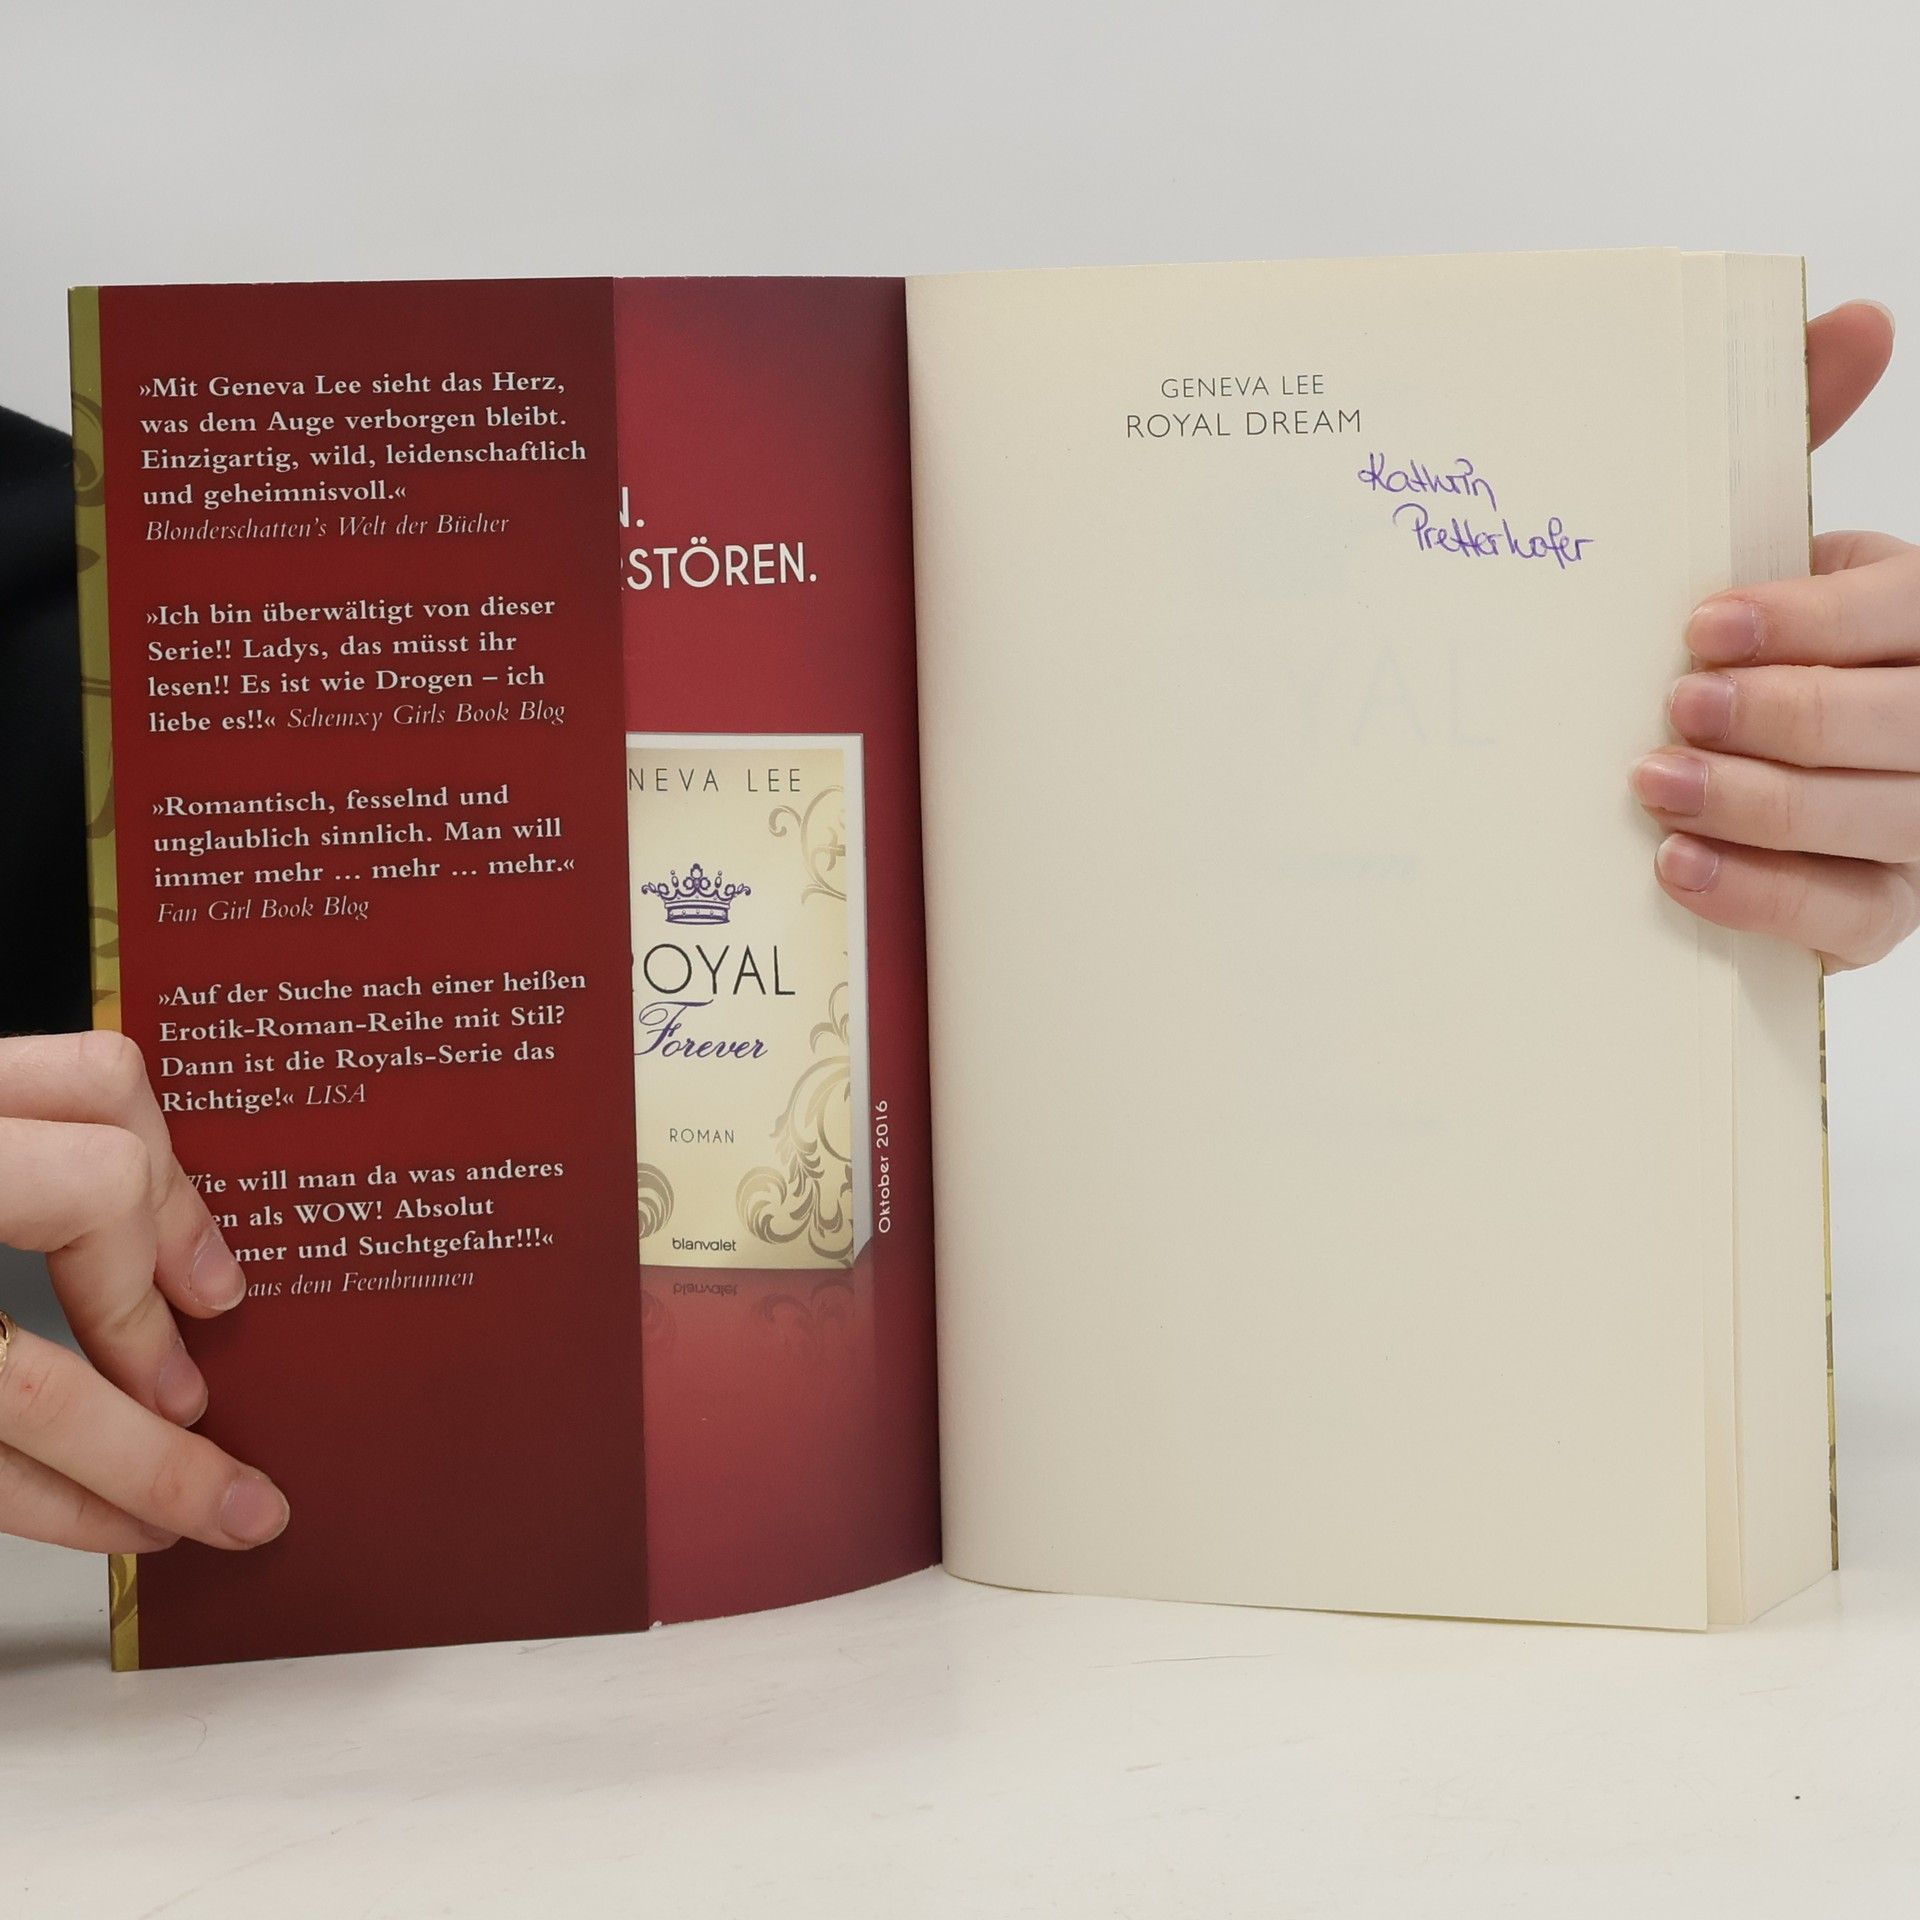 »Mit Geneva Lee sieht das Herz,
was dem Auge verborgen bleibt.
Einzigartig, wild, leidenschaftlich
und geheimnisvoll.«
Blonderschatten's Welt der Bücher
»Ich bin überwältigt von dieser
Serie!! Ladys, das müsst ihr
lesen!! Es ist wie Drogen – ich
liebe es!!« Schemxy Girls Book Blog
»Romantisch, fesselnd und
unglaublich sinnlich. Man will
immer mehr … mehr … mehr.«
Fan Girl Book Blog
»Auf der Suche nach einer heißen
Erotik-Roman-Reihe mit Stil?
Dann ist die Royals-Serie das
Richtige!« LISA
Wie will man da was anderes
en als WOW! Absolut
mer und Suchtgefahr!!!«
aus dem Feenbrunnen
N.
RSTÖREN.
NEVA LEE
ROYAL
Forever
ROMAN
blanvalet
Oktober 2016
GENEVA LEE
ROYAL DREAM
Kathrin
Pretterhofer